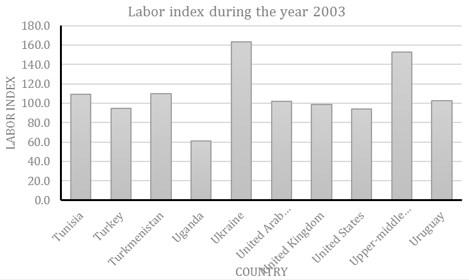 Labor index during the year 2003
180.0
160.0
140.0
120.0
100.0
80.0
60.0
40.0
20.0
0.0
LABOR INDEX
Tunisia
Turkey
Turkmenistan
Uganda
Ukraine
United Arab...
United Kingdom
United States
Upper-middle...
Uruguay
COUNTRY